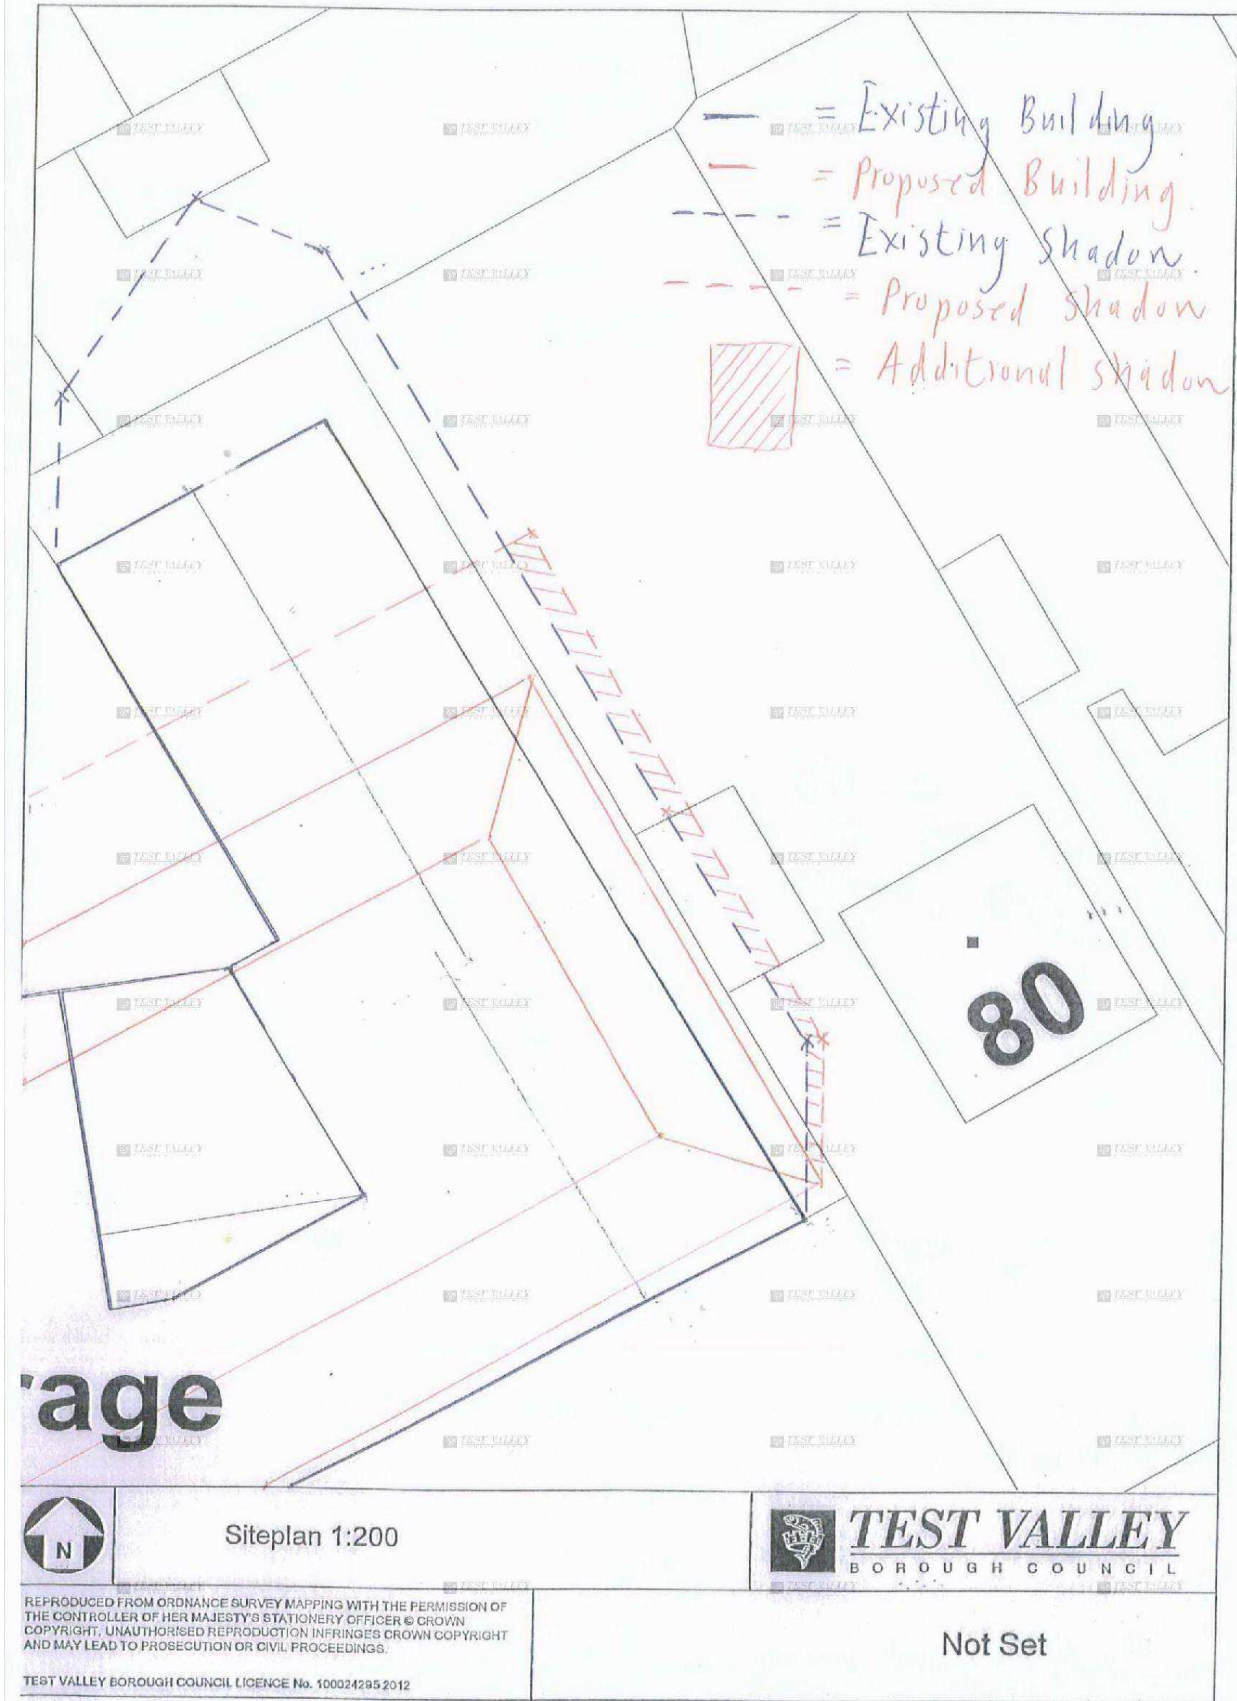 = Existing Building
= Proposed Building
= Existing Shadow
= Proposed Shadow
= Additional Shadow
80
rage
N
Siteplan 1:200
TEST VALLEY
BOROUGH COUNCIL
REPRODUCED FROM ORDNANCE SURVEY MAPPING WITH THE PERMISSION OF
THE CONTROLLER OF HER MAJESTY'S STATIONERY OFFICER © CROWN
COPYRIGHT. UNAUTHORISED REPRODUCTION INFRINGES CROWN COPYRIGHT
AND MAY LEAD TO PROSECUTION OR CIVIL PROCEEDINGS.
TEST VALLEY BOROUGH COUNCIL LICENCE No. 100024295 2012
Not Set